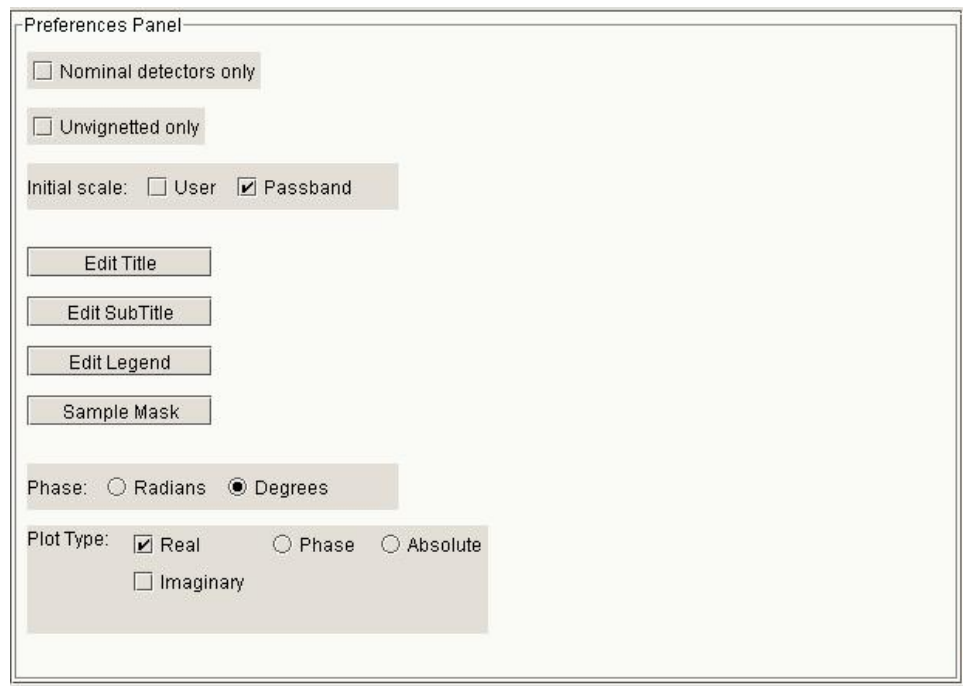 Preferences Panel
Nominal detectors only
Unvignetted only
Initial scale: User Passband
Edit Title
Edit SubTitle
Edit Legend
Sample Mask
Phase: Radians Degrees
Plot Type: Real Phase Absolute
Imaginary